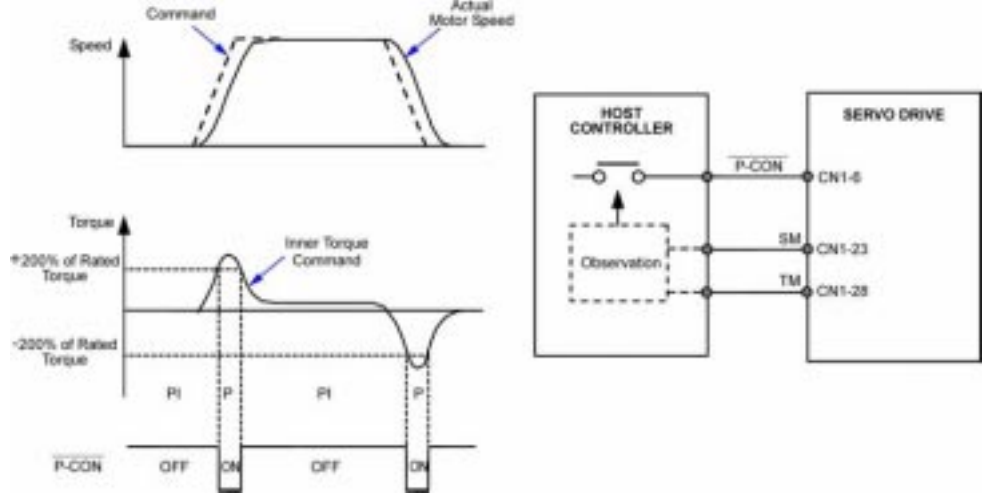 Command
Actual
Motor Speed
Speed
Torque
+200% of Rated
Torque
Inner Torque
Command
-200% of Rated
Torque
PI
P
PI
P
P-CON
OFF
ON
OFF
ON
HOST
CONTROLLER
SERVO DRIVE
P-CON
CN1-6
Observation
SM
CN1-23
TM
CN1-28